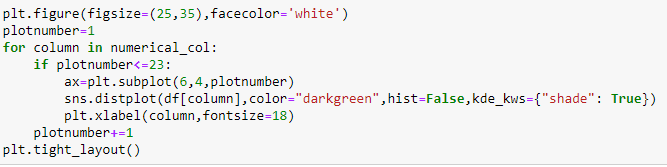 plt.figure(figsize=(25,35),facecolor='white')
plotnumber=1
for column in numerical_col:
    if plotnumber<=23:
        ax=plt.subplot(6,4,plotnumber)
        sns.distplot(df[column],color="darkgreen",hist=False,kde_kws={"shade": True})
        plt.xlabel(column,fontsize=18)
    plotnumber+=1
plt.tight_layout()